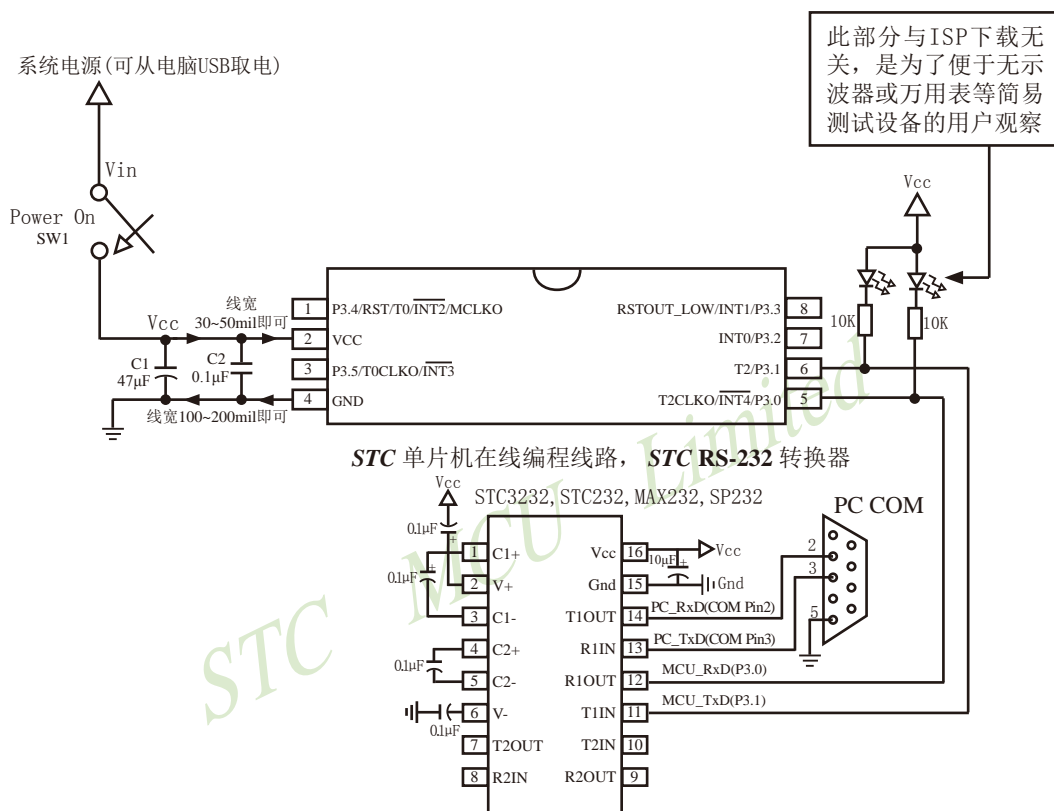 系统电源(可从电脑USB取电)
此部分与ISP下载无
关，是为了便于无示
波器或万用表等简易
测试设备的用户观察
Vin
Power On
SW1
Vcc
线宽
30~50mil即可
Vcc
C1
47μF
C2
0.1μF
线宽100~200mil即可
1 P3.4/RST/T0/INT2/MCLKO
2 VCC
3 P3.5/T0CLKO/INT3
4 GND
RSTOUT_LOW/INT1/P3.3 8
INT0/P3.2 7
T2/P3.1 6
T2CLKO/INT4/P3.0 5
10K
10K
STC 单片机在线编程线路， STC RS-232 转换器
STC3232,STC232,MAX232,SP232
Vcc
0.1μF
0.1μF
0.1μF
0.1μF
1 C1+
2 V+
3 C1-
4 C2+
5 C2-
6 V-
7 T2OUT
8 R2IN
Vcc 16
Gnd 15
T1OUT 14
R1IN 13
R1OUT 12
T1IN 11
T2IN 10
R2OUT 9
Vcc
10μF
Gnd
PC_RxD(COM Pin2)
PC_TxD(COM Pin3)
MCU_RxD(P3.0)
MCU_TxD(P3.1)
PC COM
2
3
5
STC MCU Limited